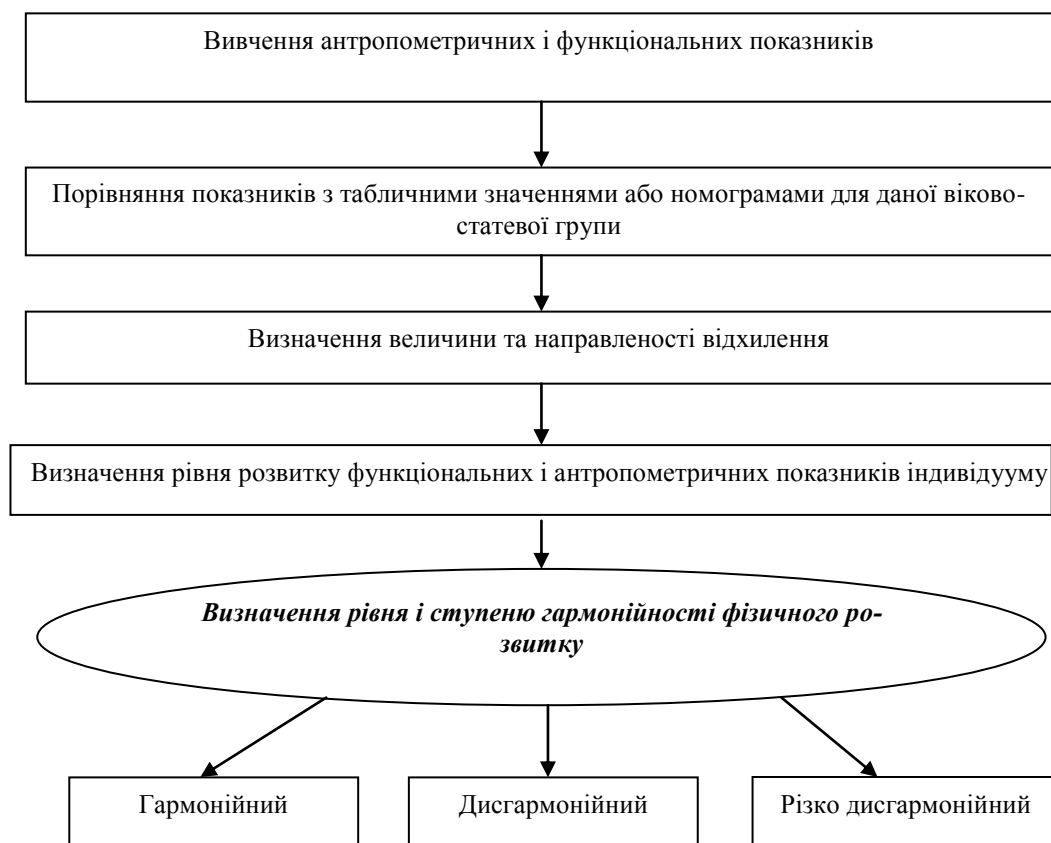 Вивчення антропометричних і функціональних показників
Порівняння показників з табличними значеннями або номограмами для даної віково-
статевої групи
Визначення величини та направленості відхилення
Визначення рівня розвитку функціональних і антропометричних показників індивідууму
Визначення рівня і ступеню гармонійності фізичного ро-
звитку
Гармонійний
Дисгармонійний
Різко дисгармонійний